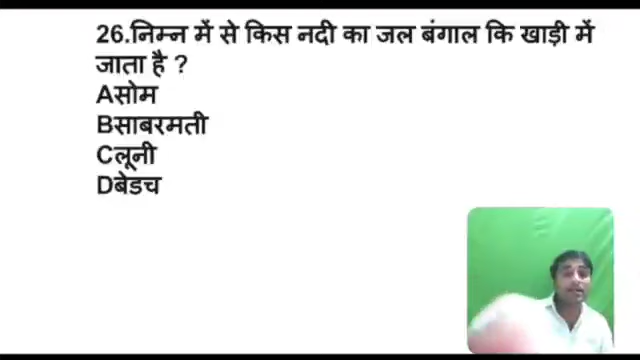 26.निम्न में से किस नदी का जल बंगाल कि खाड़ी में
जाता है ?
Aसोम
Bसाबरमती
Cलूनी
Dबेडच